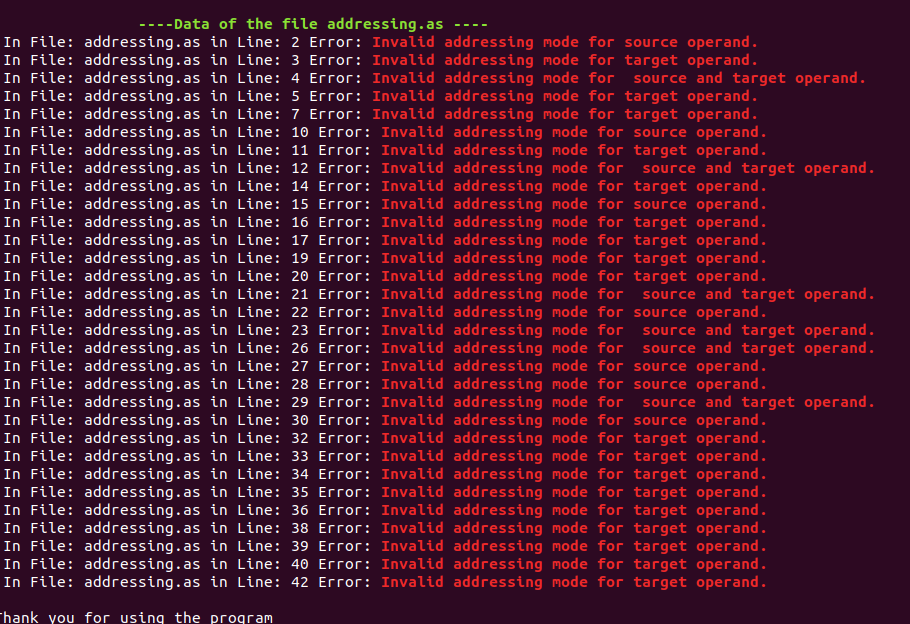 ----Data of the file addressing.as ----
In File: addressing.as in Line: 2 Error: Invalid addressing mode for source operand.
In File: addressing.as in Line: 3 Error: Invalid addressing mode for target operand.
In File: addressing.as in Line: 4 Error: Invalid addressing mode for  source and target operand.
In File: addressing.as in Line: 5 Error: Invalid addressing mode for target operand.
In File: addressing.as in Line: 7 Error: Invalid addressing mode for target operand.
In File: addressing.as in Line: 10 Error: Invalid addressing mode for source operand.
In File: addressing.as in Line: 11 Error: Invalid addressing mode for target operand.
In File: addressing.as in Line: 12 Error: Invalid addressing mode for  source and target operand.
In File: addressing.as in Line: 14 Error: Invalid addressing mode for target operand.
In File: addressing.as in Line: 15 Error: Invalid addressing mode for source operand.
In File: addressing.as in Line: 16 Error: Invalid addressing mode for target operand.
In File: addressing.as in Line: 17 Error: Invalid addressing mode for target operand.
In File: addressing.as in Line: 19 Error: Invalid addressing mode for target operand.
In File: addressing.as in Line: 20 Error: Invalid addressing mode for target operand.
In File: addressing.as in Line: 21 Error: Invalid addressing mode for  source and target operand.
In File: addressing.as in Line: 22 Error: Invalid addressing mode for source operand.
In File: addressing.as in Line: 23 Error: Invalid addressing mode for  source and target operand.
In File: addressing.as in Line: 26 Error: Invalid addressing mode for  source and target operand.
In File: addressing.as in Line: 27 Error: Invalid addressing mode for source operand.
In File: addressing.as in Line: 28 Error: Invalid addressing mode for source operand.
In File: addressing.as in Line: 29 Error: Invalid addressing mode for  source and target operand.
In File: addressing.as in Line: 30 Error: Invalid addressing mode for source operand.
In File: addressing.as in Line: 32 Error: Invalid addressing mode for target operand.
In File: addressing.as in Line: 33 Error: Invalid addressing mode for target operand.
In File: addressing.as in Line: 34 Error: Invalid addressing mode for target operand.
In File: addressing.as in Line: 35 Error: Invalid addressing mode for target operand.
In File: addressing.as in Line: 36 Error: Invalid addressing mode for target operand.
In File: addressing.as in Line: 38 Error: Invalid addressing mode for target operand.
In File: addressing.as in Line: 39 Error: Invalid addressing mode for target operand.
In File: addressing.as in Line: 40 Error: Invalid addressing mode for target operand.
In File: addressing.as in Line: 42 Error: Invalid addressing mode for target operand.
Thank you for using the program